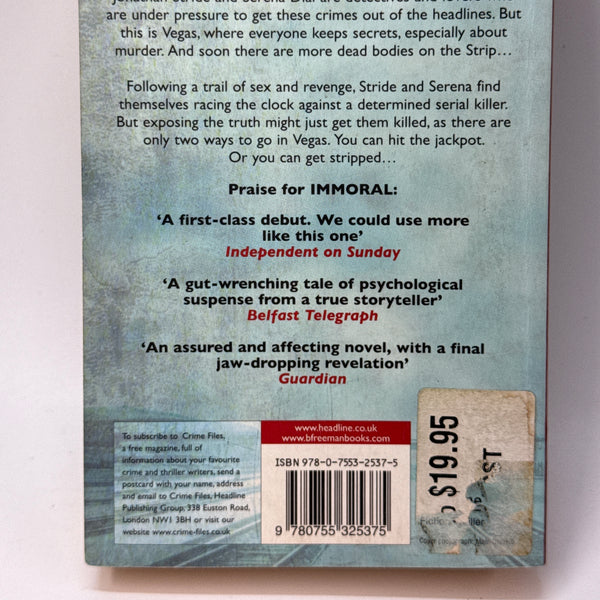 are under pressure to get these crimes out of the headlines. But
this is Vegas, where everyone keeps secrets, especially about
murder. And soon there are more dead bodies on the Strip…
Following a trail of sex and revenge, Stride and Serena find
themselves racing the clock against a determined serial killer.
But exposing the truth might just get them killed, as there are
only two ways to go in Vegas. You can hit the jackpot.
Or you can get stripped…
Praise for IMMORAL:
‘A first-class debut. We could use more
like this one’
Independent on Sunday
‘A gut-wrenching tale of psychological
suspense from a true storyteller’
Belfast Telegraph
‘An assured and affecting novel, with a final
jaw-dropping revelation’
Guardian
To subscribe to Crime Files,
a free magazine, full of
information about your favourite
crime and thriller writers, send a
postcard with your name, address
and email to Crime Files, Headline
Publishing Group, 338 Euston Road,
London NW1 3BH or visit our
website www.crime-files.co.uk
www.headline.co.uk
www.bfreemanbooks.com
ISBN 978-0-7553-2537-5
9 780755 325375
$19.95